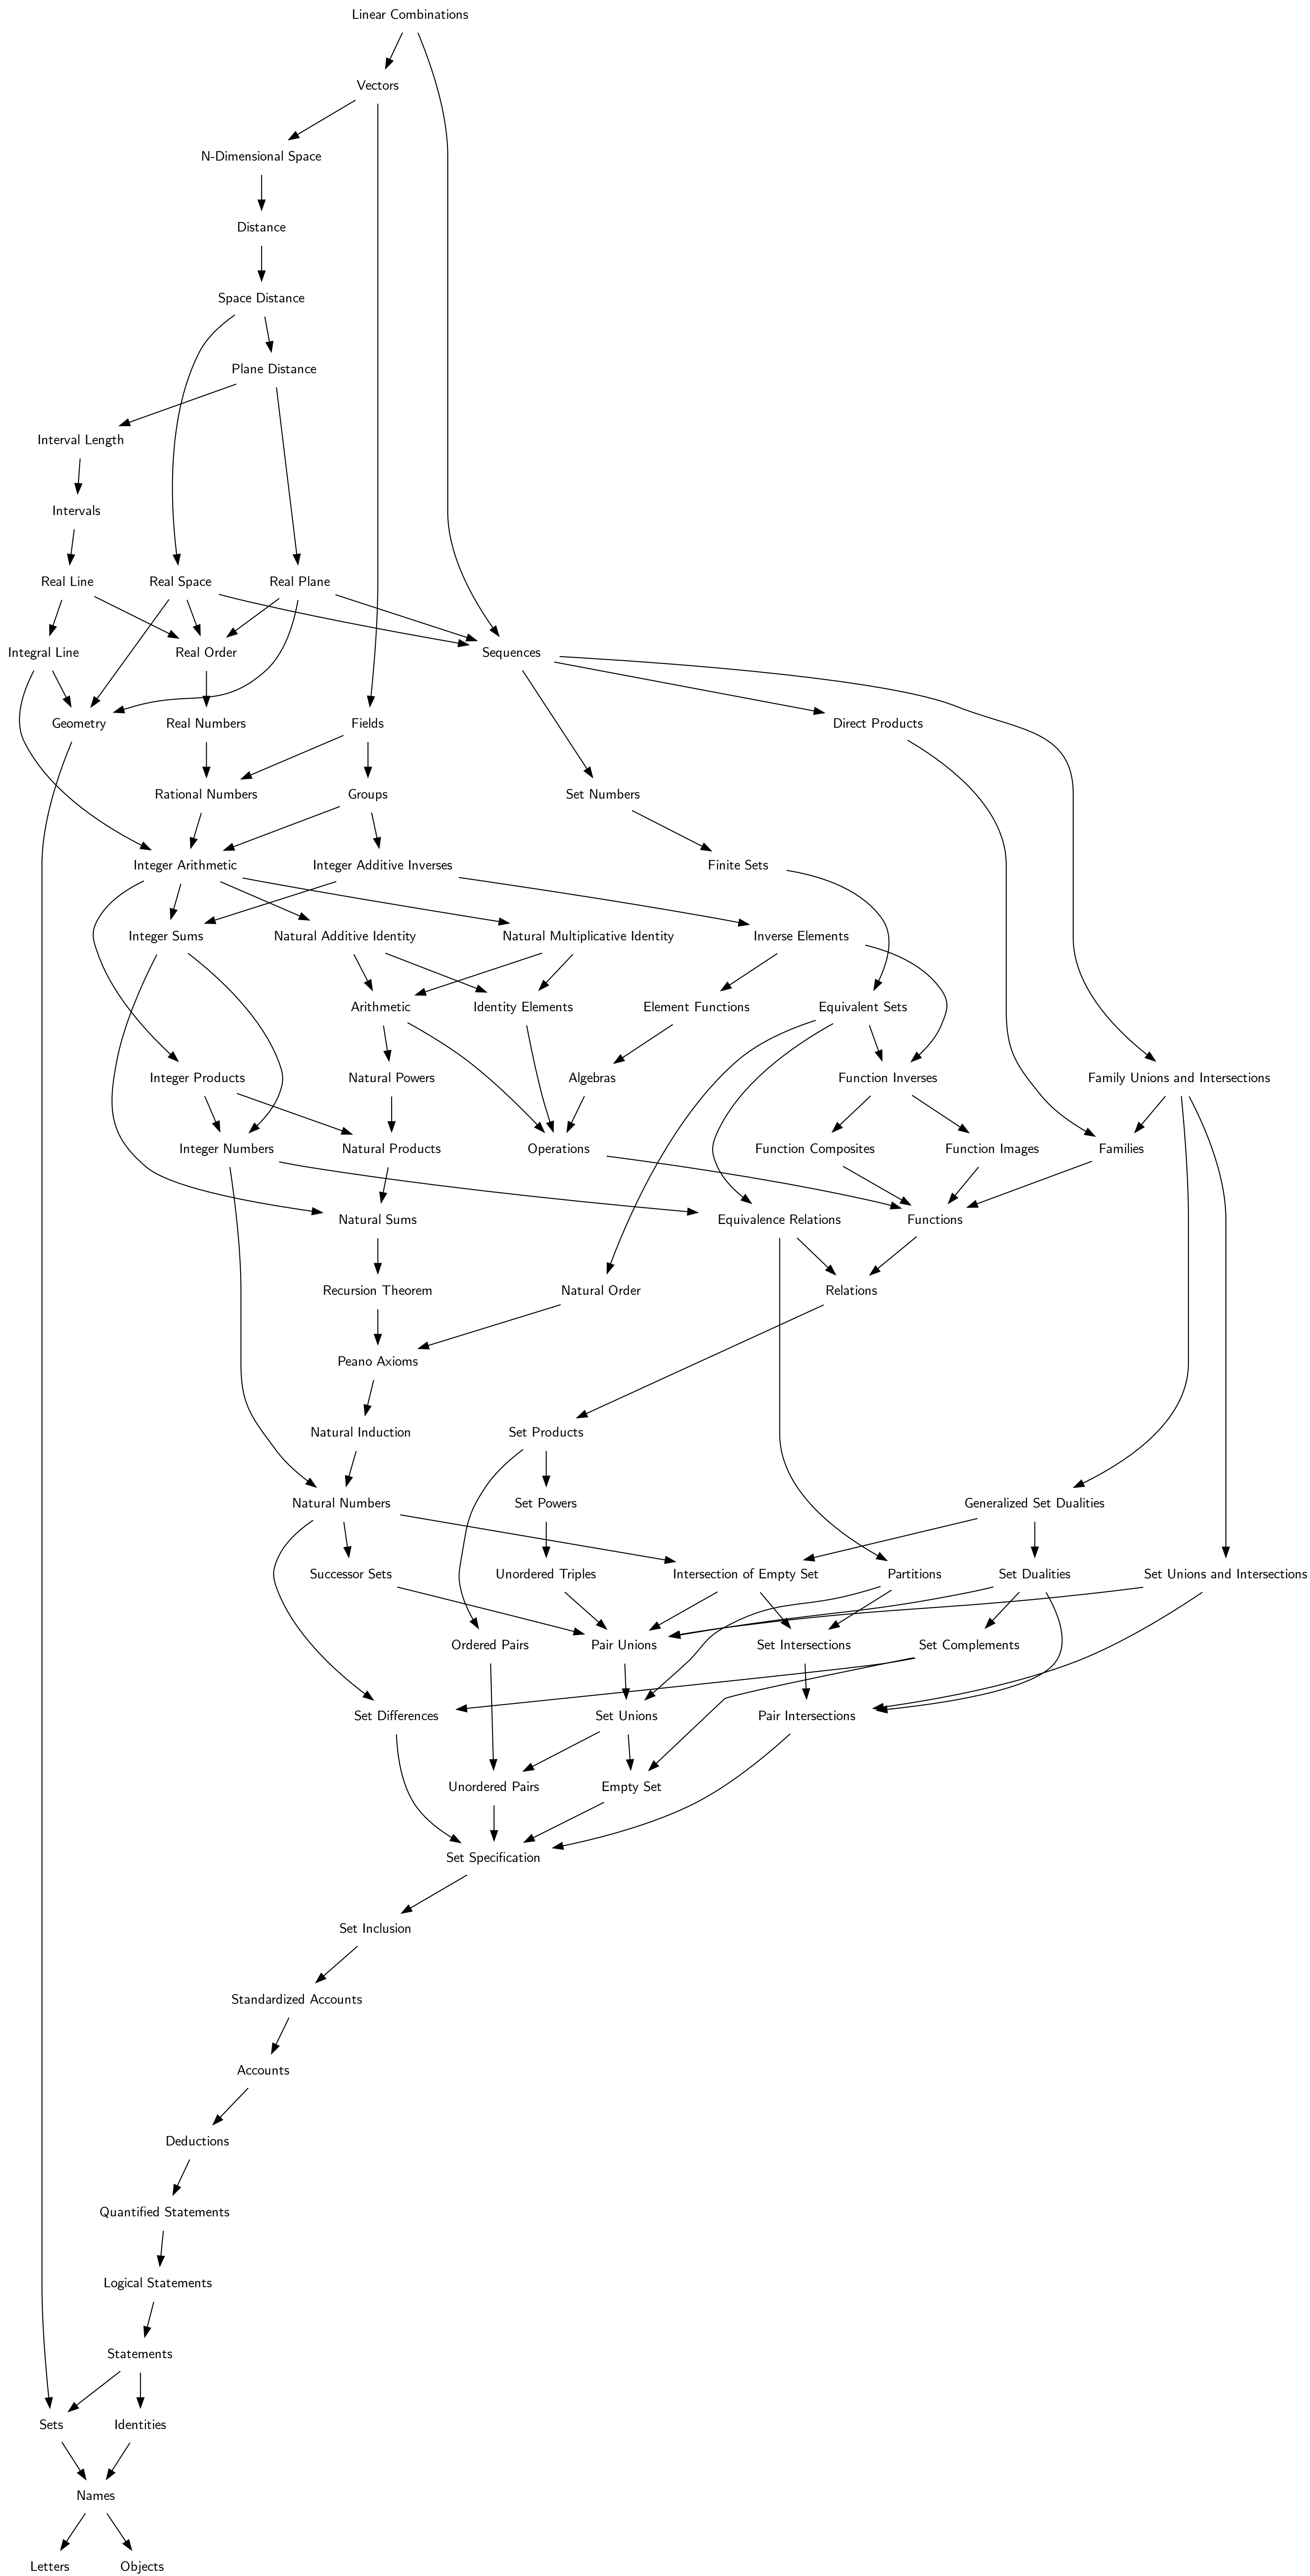 Linear Combinations
Vectors
N-Dimensional Space
Distance
Space Distance
Plane Distance
Interval Length
Intervals
Real Line
Real Space
Real Plane
Integral Line
Real Order
Sequences
Geometry
Real Numbers
Fields
Direct Products
Rational Numbers
Groups
Set Numbers
Integer Arithmetic
Integer Additive Inverses
Finite Sets
Integer Sums
Natural Additive Identity
Natural Multiplicative Identity
Inverse Elements
Arithmetic
Identity Elements
Element Functions
Equivalent Sets
Integer Products
Natural Powers
Algebras
Function Inverses
Family Unions and Intersections
Integer Numbers
Natural Products
Operations
Function Composites
Function Images
Families
Natural Sums
Equivalence Relations
Functions
Recursion Theorem
Natural Order
Relations
Peano Axioms
Natural Induction
Set Products
Natural Numbers
Set Powers
Generalized Set Dualities
Successor Sets
Unordered Triples
Intersection of Empty Set
Partitions
Set Dualities
Set Unions and Intersections
Ordered Pairs
Pair Unions
Set Intersections
Set Complements
Set Differences
Set Unions
Pair Intersections
Unordered Pairs
Empty Set
Set Specification
Set Inclusion
Standardized Accounts
Accounts
Deductions
Quantified Statements
Logical Statements
Statements
Sets
Identities
Names
Letters
Objects